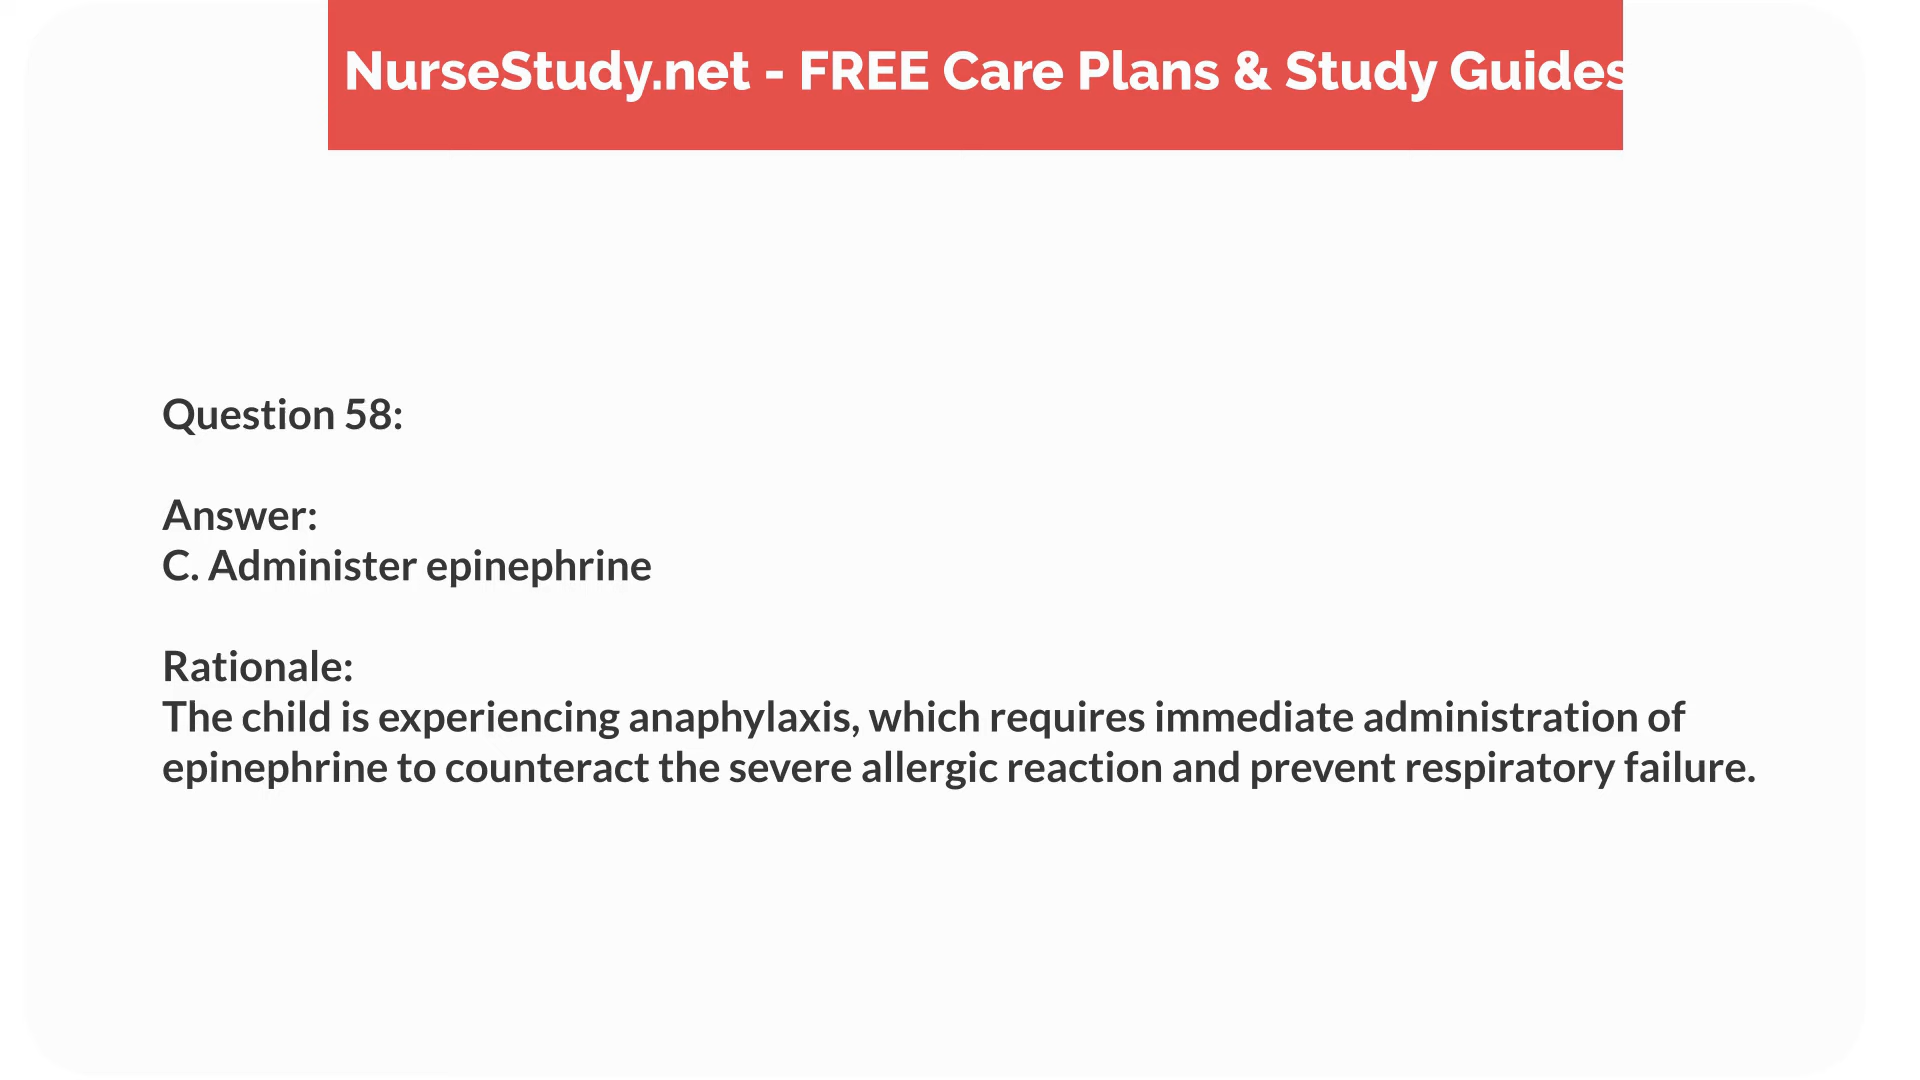 NurseStudy.net - FREE Care Plans & Study Guides
Question 58:
Answer:
C. Administer epinephrine
Rationale:
The child is experiencing anaphylaxis, which requires immediate administration of
epinephrine to counteract the severe allergic reaction and prevent respiratory failure.